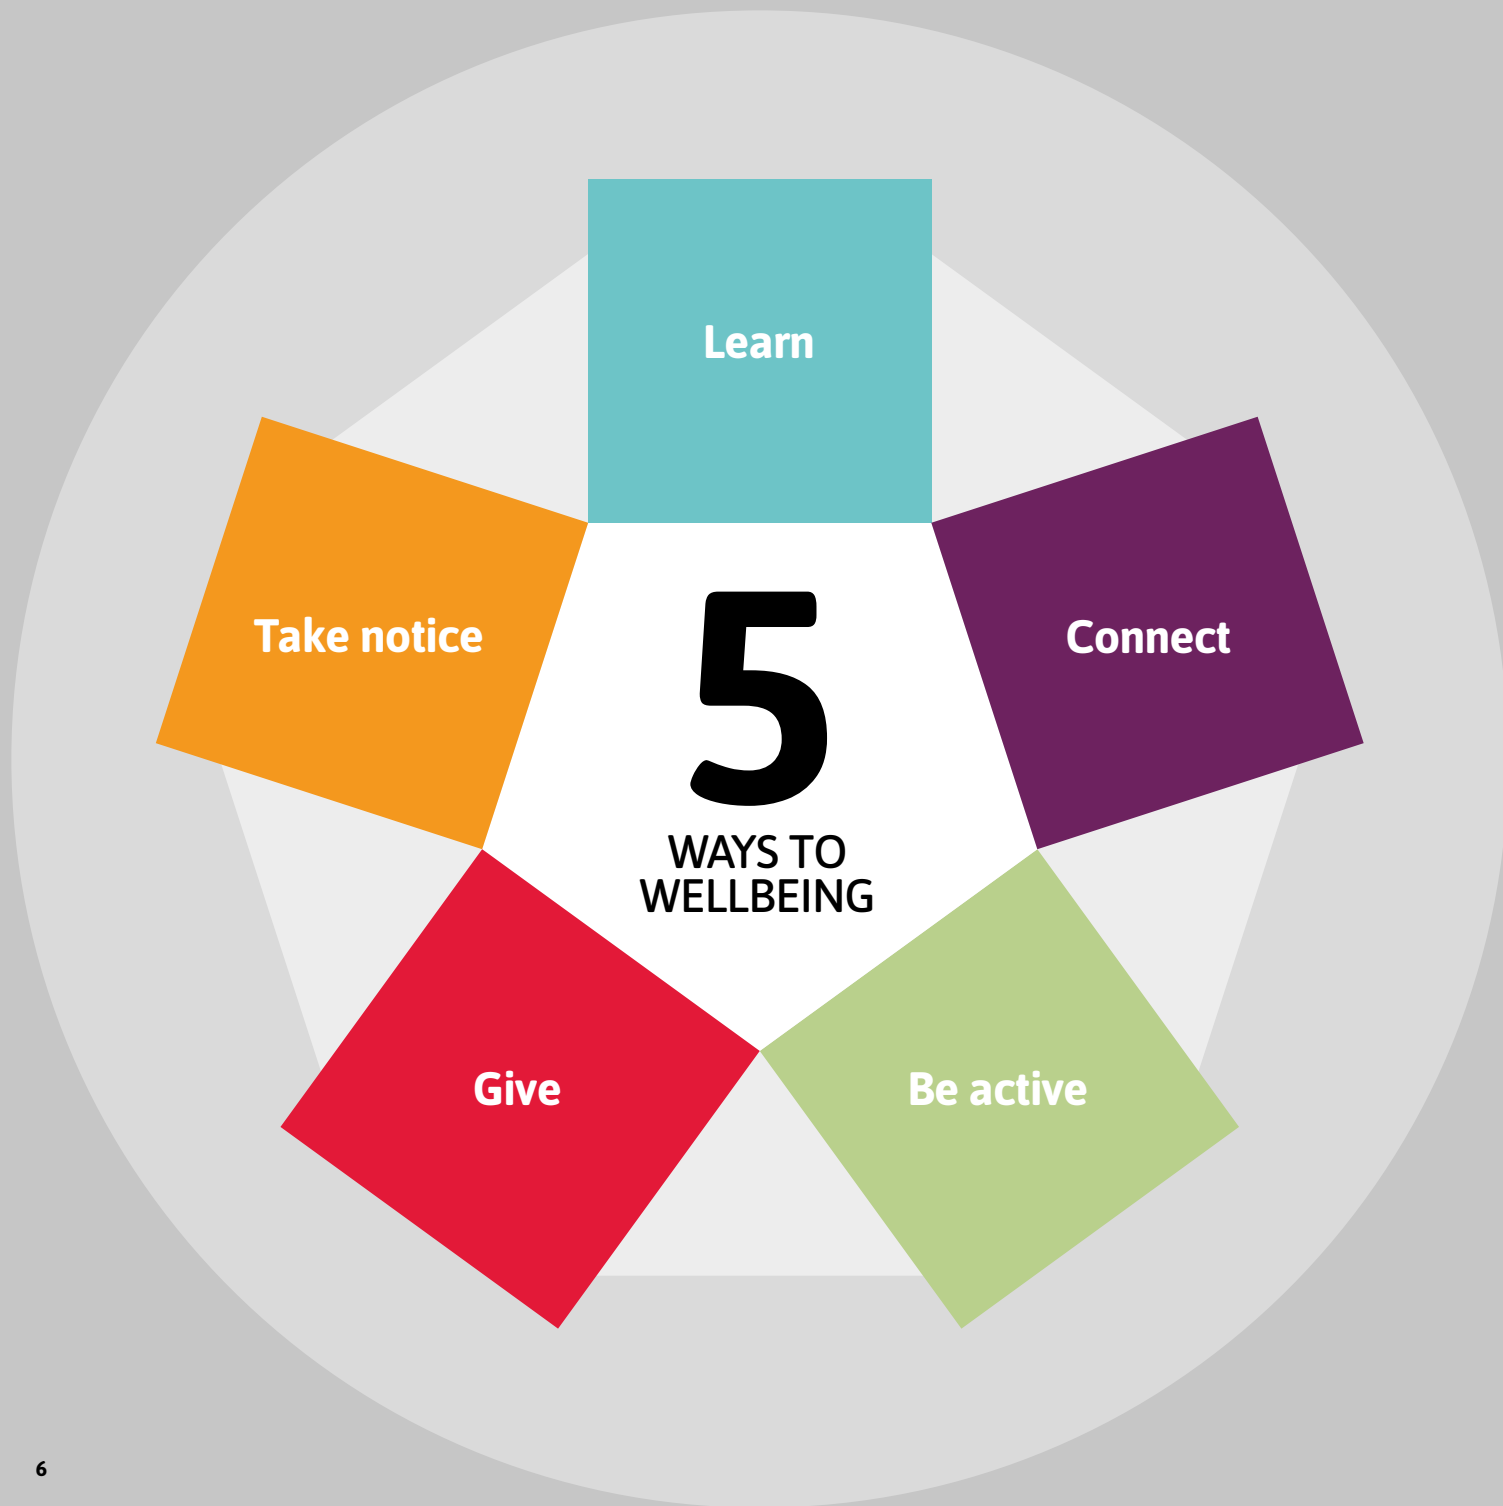 Learn
Take notice
Connect
5
WAYS TO
WELLBEING
Give
Be active
6